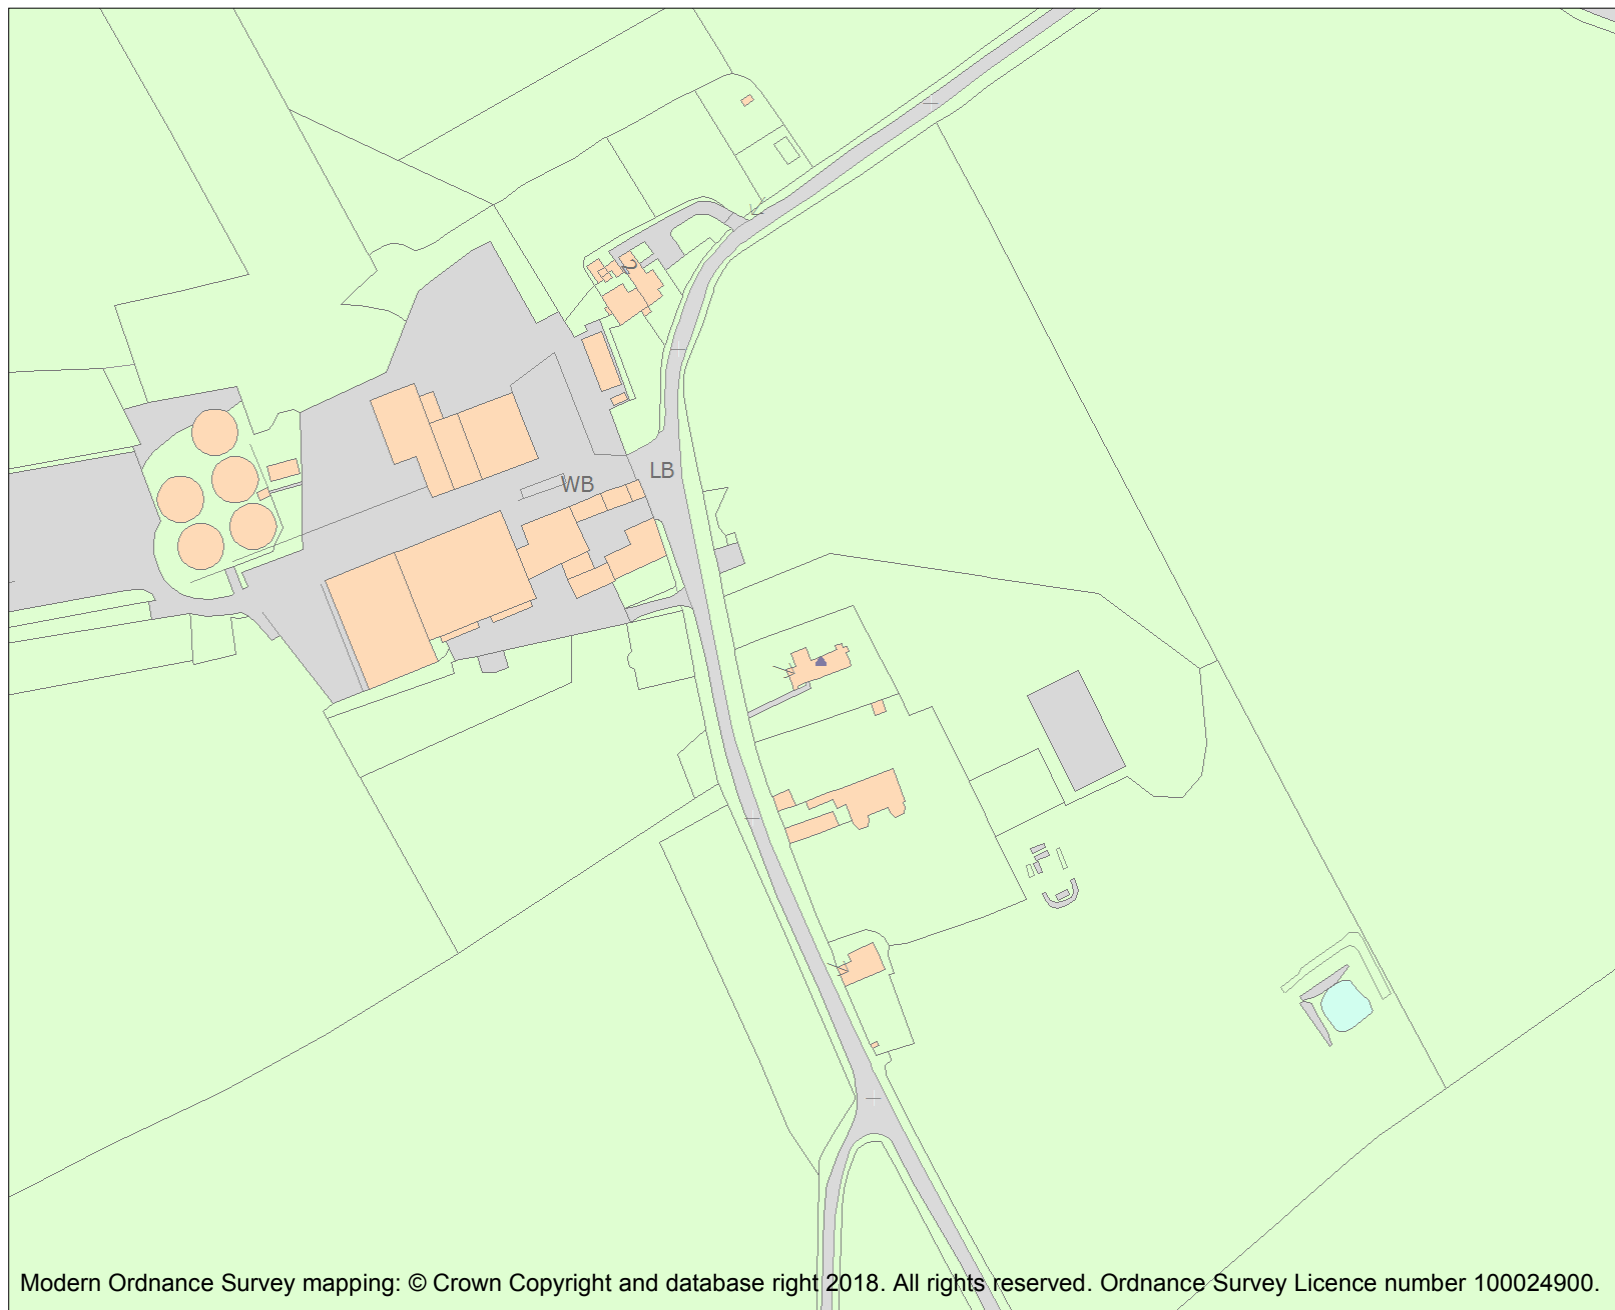 2
LB
WB
Modern Ordnance Survey mapping: © Crown Copyright and database right 2018. All rights reserved. Ordnance Survey Licence number 100024900.